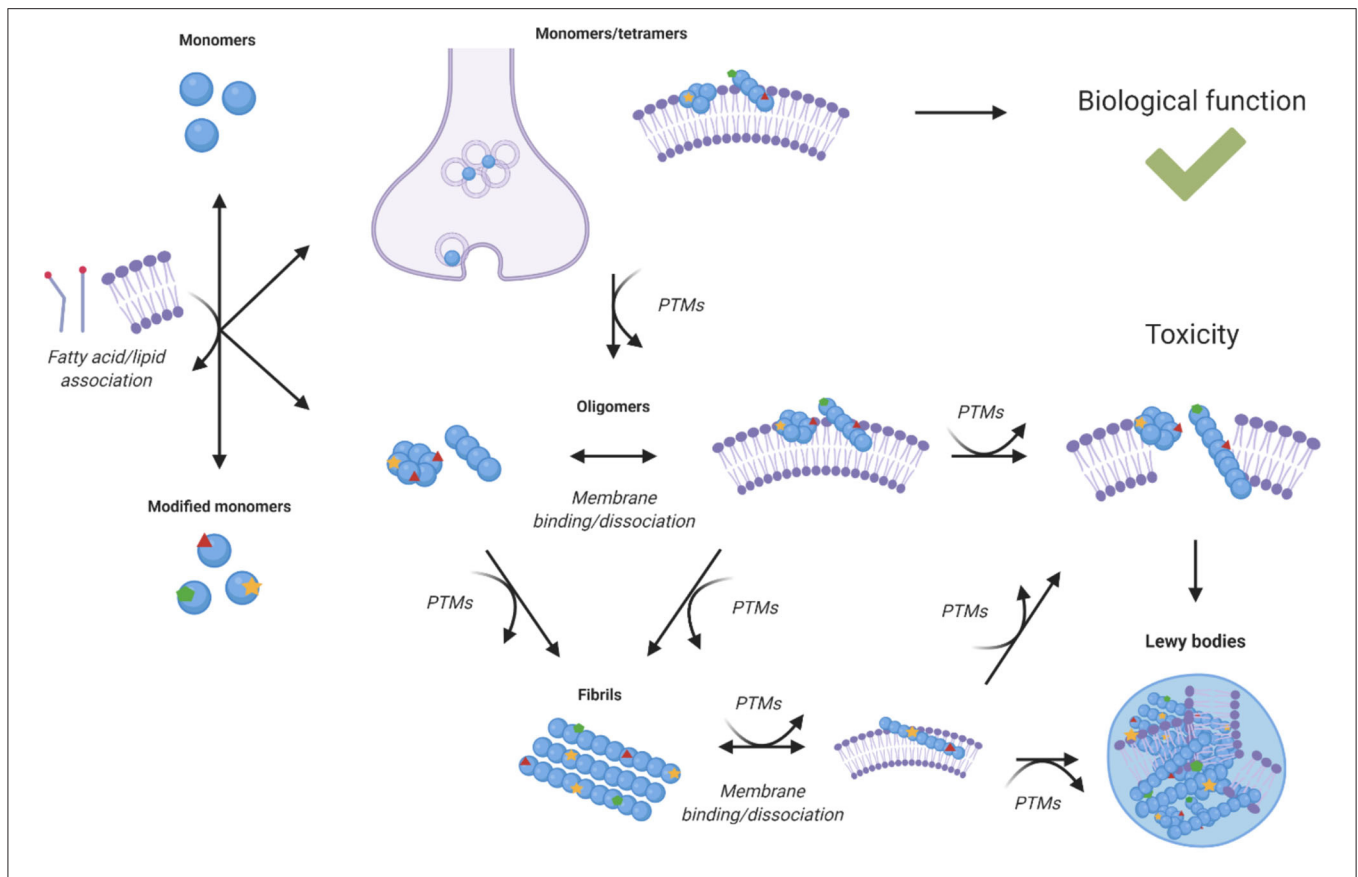 Monomers
Monomers/tetramers
Biological function
PTMs
Fatty acid/lipid
association
Toxicity
Oligomers
PTMs
Membrane
binding/dissociation
Modified monomers
PTMs
PTMs
PTMs
Lewy bodies
Fibrils
PTMs
Membrane
binding/dissociation
PTMs